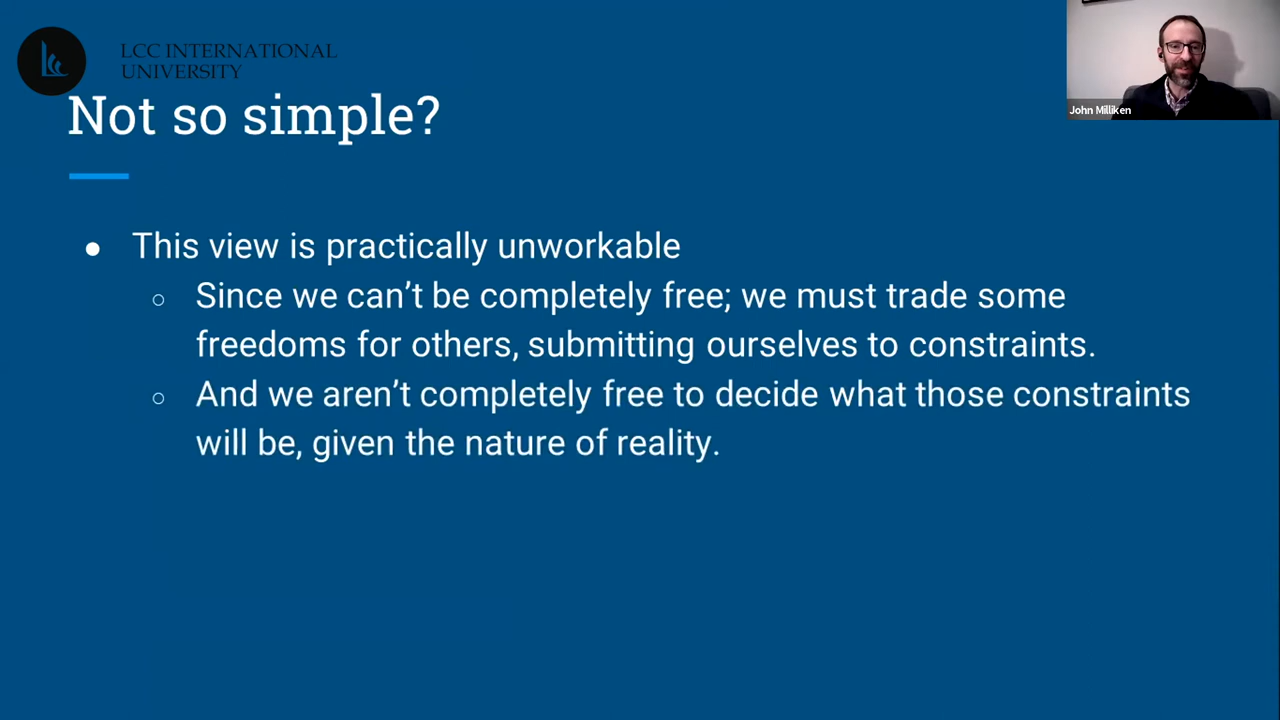 LCC INTERNATIONAL
UNIVERSITY
John Milliken
Not so simple?
● This view is practically unworkable
○ Since we can't be completely free; we must trade some
freedoms for others, submitting ourselves to constraints.
○ And we aren't completely free to decide what those constraints
will be, given the nature of reality.